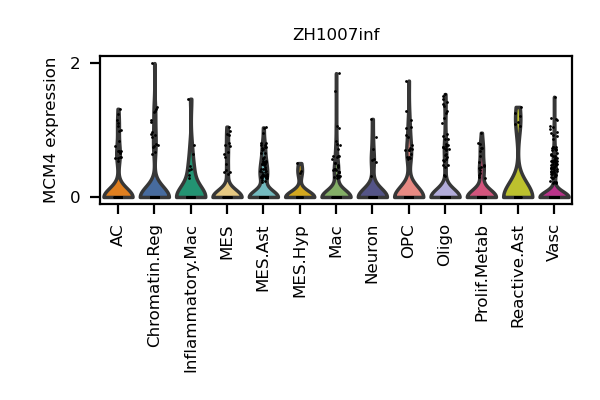 ZH1007inf
MCM4 expression
2
0
AC
Chromatin.Reg
Inflammatory.Mac
MES
MES.Ast
MES.Hyp
Mac
Neuron
OPC
Oligo
Prolif.Metab
Reactive.Ast
Vasc